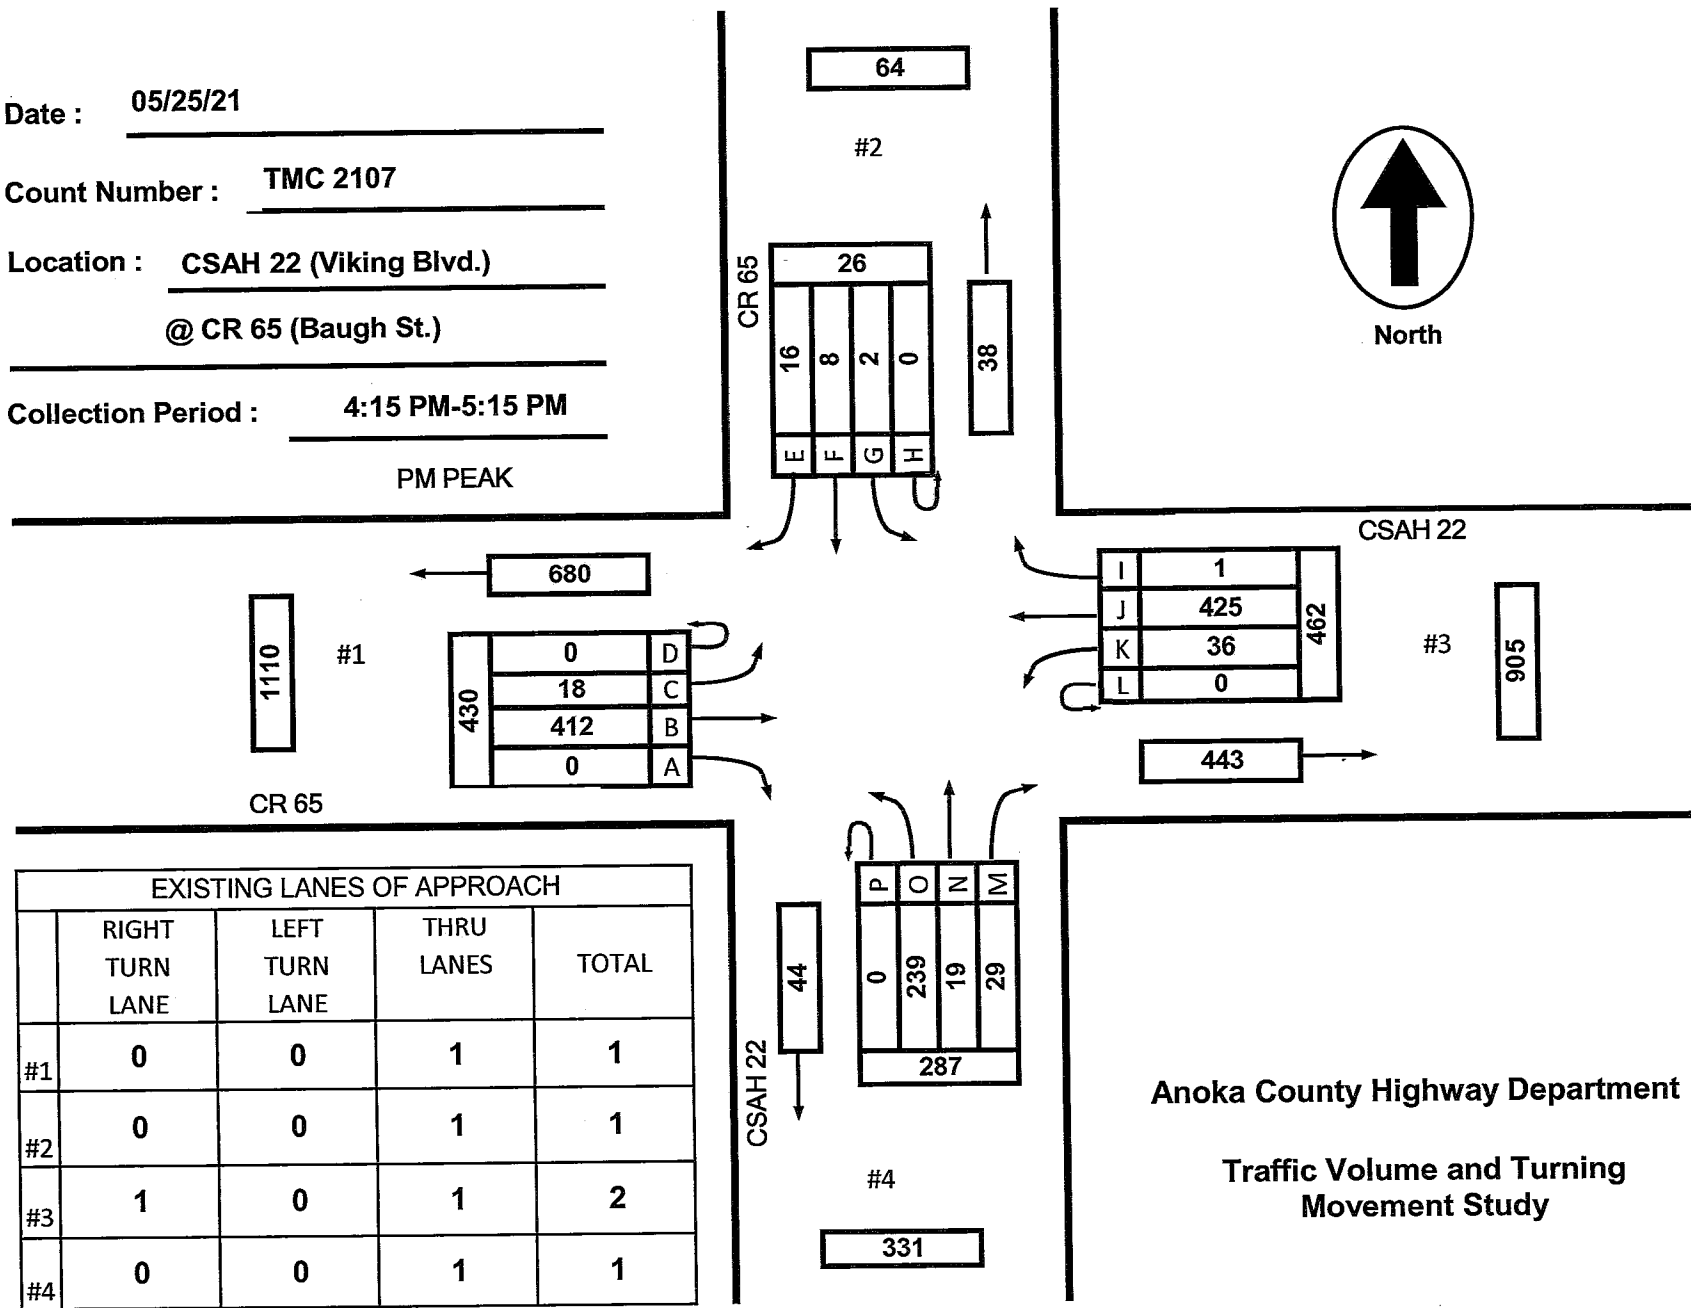 Date : 05/25/21
Count Number : TMC 2107
Location : CSAH 22 (Viking Blvd.)
@ CR 65 (Baugh St.)
Collection Period : 4:15 PM-5:15 PM
PM PEAK
64
#2
CR 65
26
16 8 2 0
E F G H
38
North
CSAH 22
680
1110
#1
430
0 D
18 C
412 B
0 A
CR 65
I 1
J 425
K 36
L 0
462
#3
905
443
P O N M
0 239 19 29
287
44
CSAH 22
#4
331
EXISTING LANES OF APPROACH
RIGHT TURN LANE
LEFT TURN LANE
THRU LANES
TOTAL
#1 0 0 1 1
#2 0 0 1 1
#3 1 0 1 2
#4 0 0 1 1
Anoka County Highway Department
Traffic Volume and Turning
Movement Study